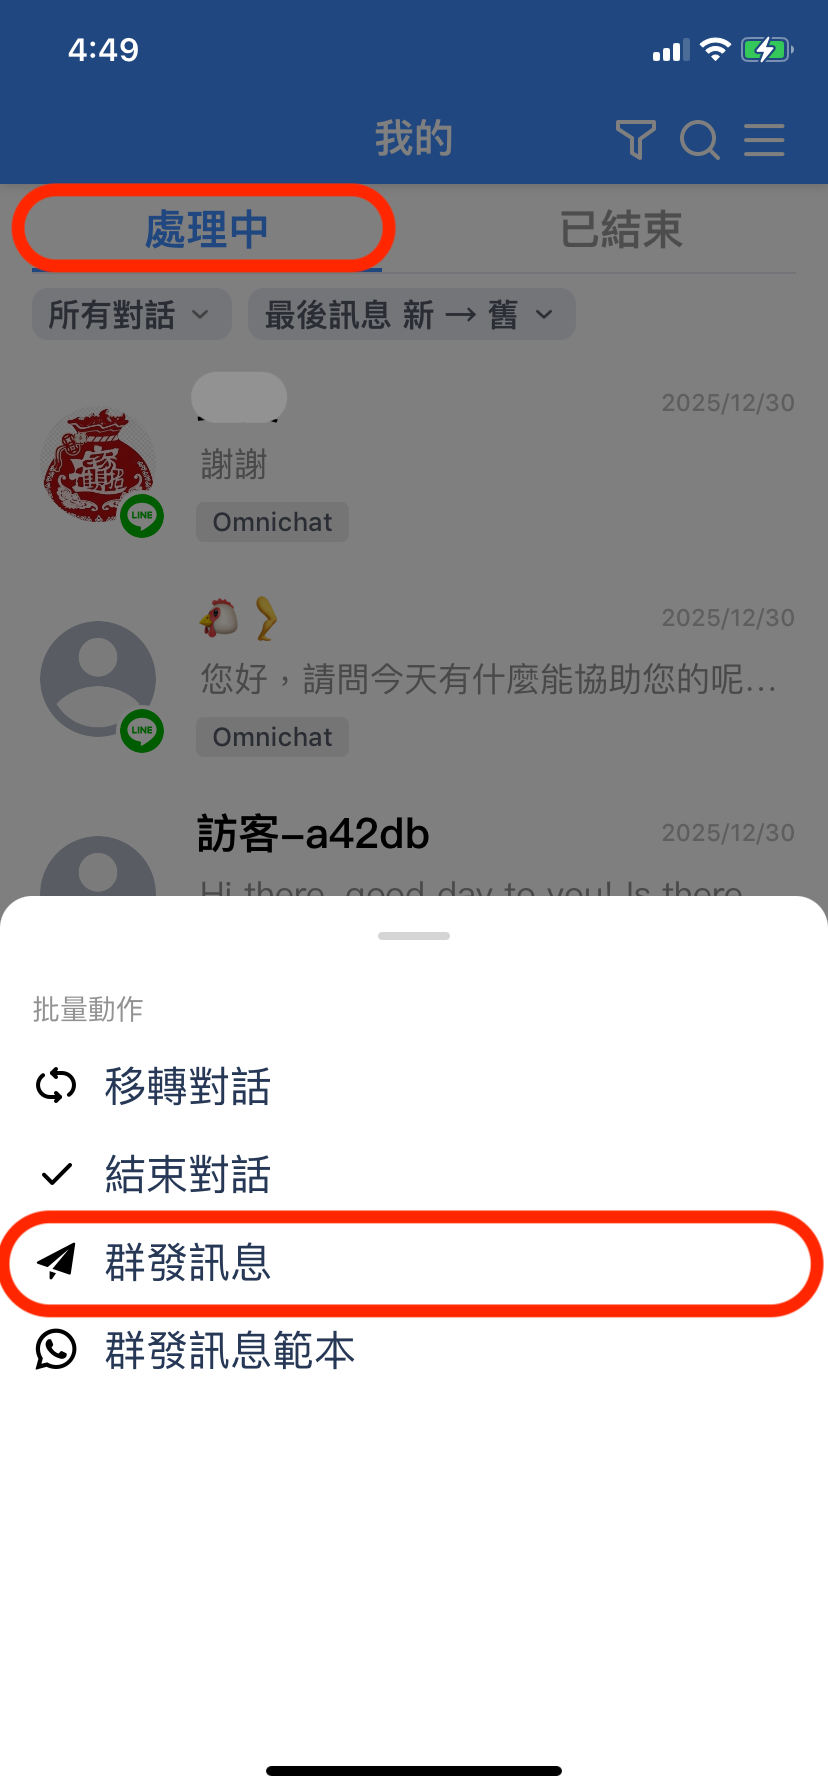 4:49
我的
處理中
已結束
所有對話
最後訊息 新 → 舊
2025/12/30
謝謝
LINE
Omnichat
2025/12/30
您好，請問今天有什麼能協助您的呢...
LINE
Omnichat
訪客-a42db
2025/12/30
Hi there, good day to you! Is there
批量動作
移轉對話
結束對話
群發訊息
群發訊息範本